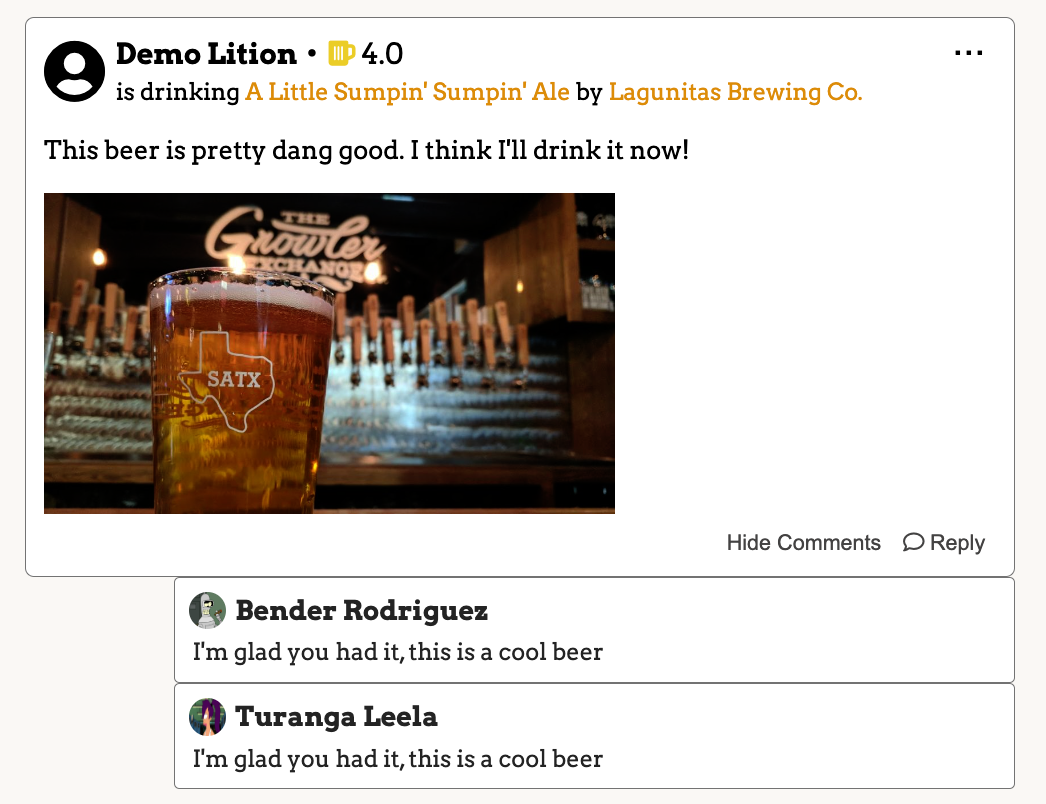 Demo Lition • 4.0
...
is drinking A Little Sumpin' Sumpin' Ale by Lagunitas Brewing Co.
This beer is pretty dang good. I think I'll drink it now!
THE
Growler
EXCHANGE
SATX
Hide Comments Reply
Bender Rodriguez
I'm glad you had it, this is a cool beer
Turanga Leela
I'm glad you had it, this is a cool beer